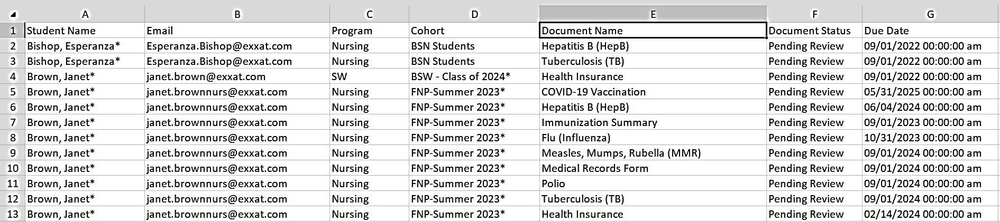 A B C D E F G
1 Student Name Email Program Cohort Document Name Document Status Due Date
2 Bishop, Esperanza* Esperanza.Bishop@exxat.com Nursing BSN Students Hepatitis B (HepB) Pending Review 09/01/2022 00:00:00 am
3 Bishop, Esperanza* Esperanza.Bishop@exxat.com Nursing BSN Students Tuberculosis (TB) Pending Review 09/01/2022 00:00:00 am
4 Brown, Janet* janet.brown@exxat.com SW BSW - Class of 2024* Health Insurance Pending Review 09/01/2022 00:00:00 am
5 Brown, Janet* janet.brownnurs@exxat.com Nursing FNP-Summer 2023* COVID-19 Vaccination Pending Review 05/31/2025 00:00:00 am
6 Brown, Janet* janet.brownnurs@exxat.com Nursing FNP-Summer 2023* Hepatitis B (HepB) Pending Review 06/04/2024 00:00:00 am
7 Brown, Janet* janet.brownnurs@exxat.com Nursing FNP-Summer 2023* Immunization Summary Pending Review 09/01/2023 00:00:00 am
8 Brown, Janet* janet.brownnurs@exxat.com Nursing FNP-Summer 2023* Flu (Influenza) Pending Review 10/31/2023 00:00:00 am
9 Brown, Janet* janet.brownnurs@exxat.com Nursing FNP-Summer 2023* Measles, Mumps, Rubella (MMR) Pending Review 09/01/2024 00:00:00 am
10 Brown, Janet* janet.brownnurs@exxat.com Nursing FNP-Summer 2023* Medical Records Form Pending Review 09/01/2024 00:00:00 am
11 Brown, Janet* janet.brownnurs@exxat.com Nursing FNP-Summer 2023* Polio Pending Review 09/01/2024 00:00:00 am
12 Brown, Janet* janet.brownnurs@exxat.com Nursing FNP-Summer 2023* Tuberculosis (TB) Pending Review 09/01/2024 00:00:00 am
13 Brown, Janet* janet.brownnurs@exxat.com Nursing FNP-Summer 2023* Health Insurance Pending Review 02/14/2024 00:00:00 am